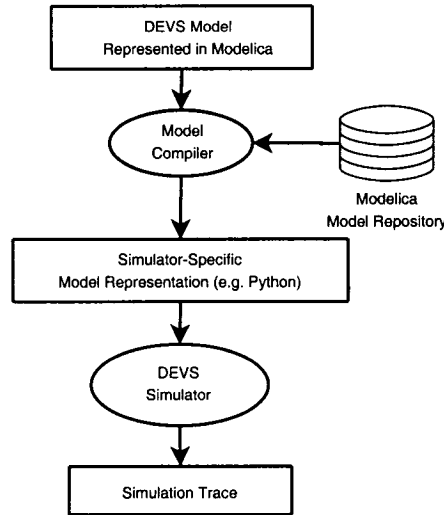 DEVS Model
Represented in Modelica
Model
Compiler
Modelica
Model Repository
Simulator-Specific
Model Representation (e.g. Python)
DEVS
Simulator
Simulation Trace